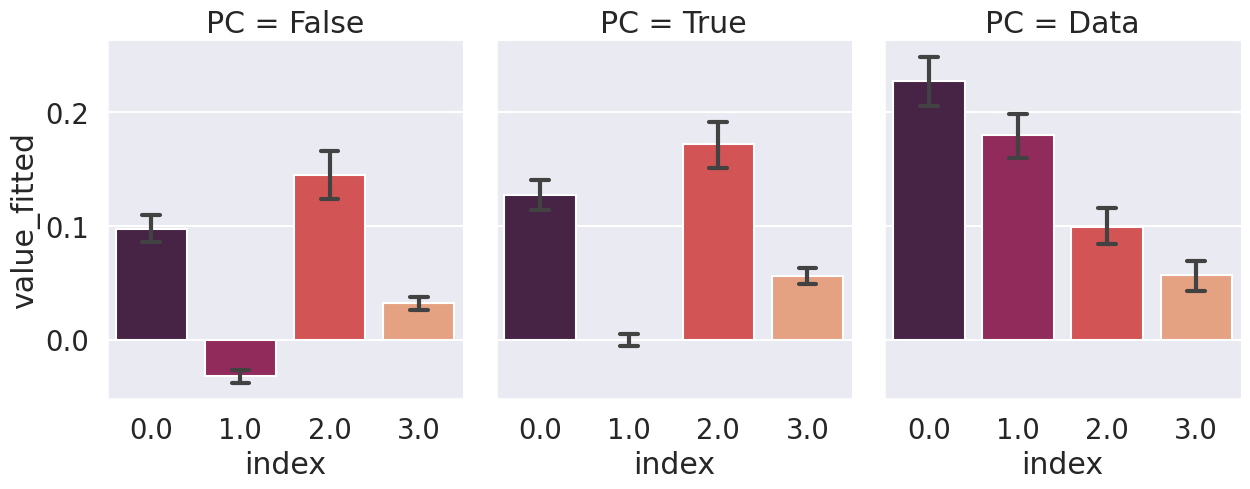 PC = False
PC = True
PC = Data
value_fitted
0.2
0.1
0.0
0.0 1.0 2.0 3.0
0.0 1.0 2.0 3.0
0.0 1.0 2.0 3.0
index
index
index